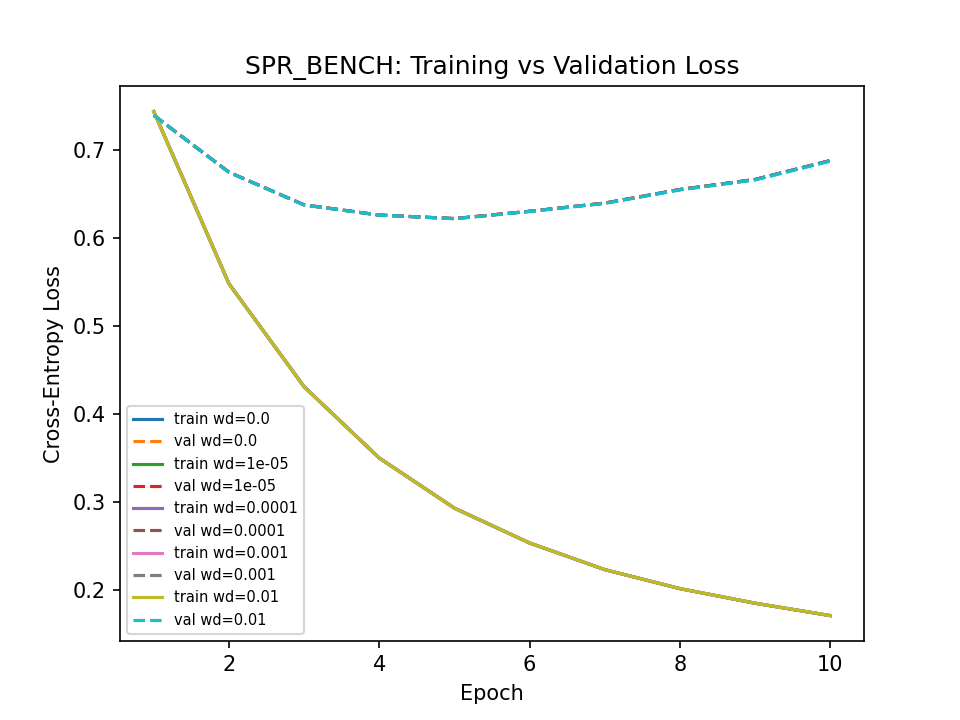 SPR_BENCH: Training vs Validation Loss
Cross-Entropy Loss
0.7
0.6
0.5
0.4
0.3
0.2
train wd=0.0
val wd=0.0
train wd=1e-05
val wd=1e-05
train wd=0.0001
val wd=0.0001
train wd=0.001
val wd=0.001
train wd=0.01
val wd=0.01
2 4 6 8 10
Epoch